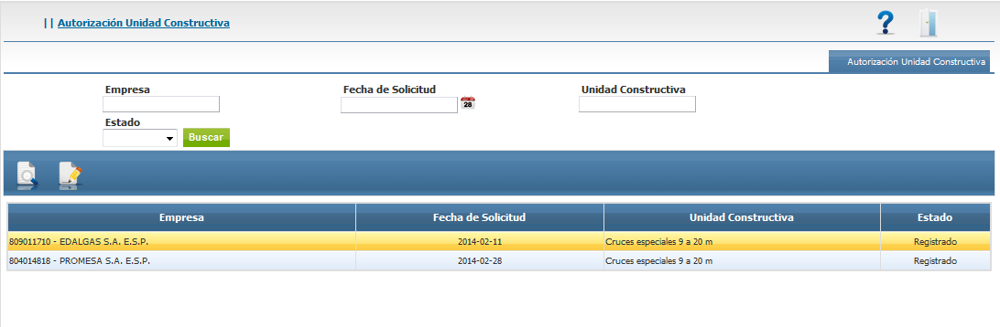 || Autorización Unidad Constructiva
?
Autorización Unidad Constructiva
Empresa Fecha de Solicitud Unidad Constructiva
28
Estado
Buscar
Empresa Fecha de Solicitud Unidad Constructiva Estado
809011710 - EDALGAS S.A. E.S.P. 2014-02-11 Cruces especiales 9 a 20 m Registrado
804014818 - PROMESA S.A. E.S.P. 2014-02-28 Cruces especiales 9 a 20 m Registrado